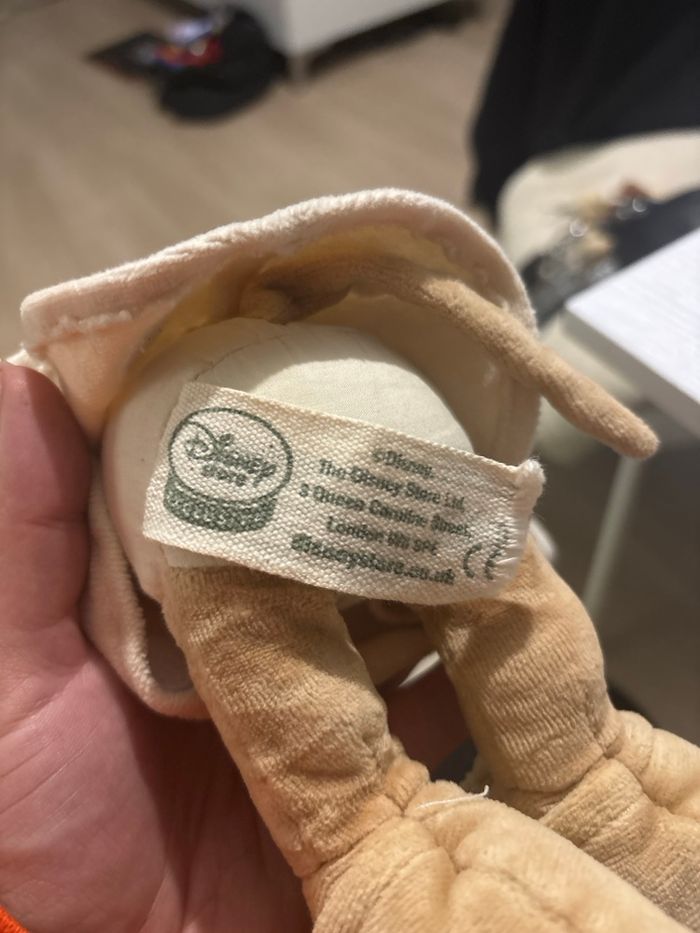 Disney
store
©Disney.
The Disney Store Ltd.
3 Queen Caroline Street,
London W6 9PE
disneystore.co.uk
CE